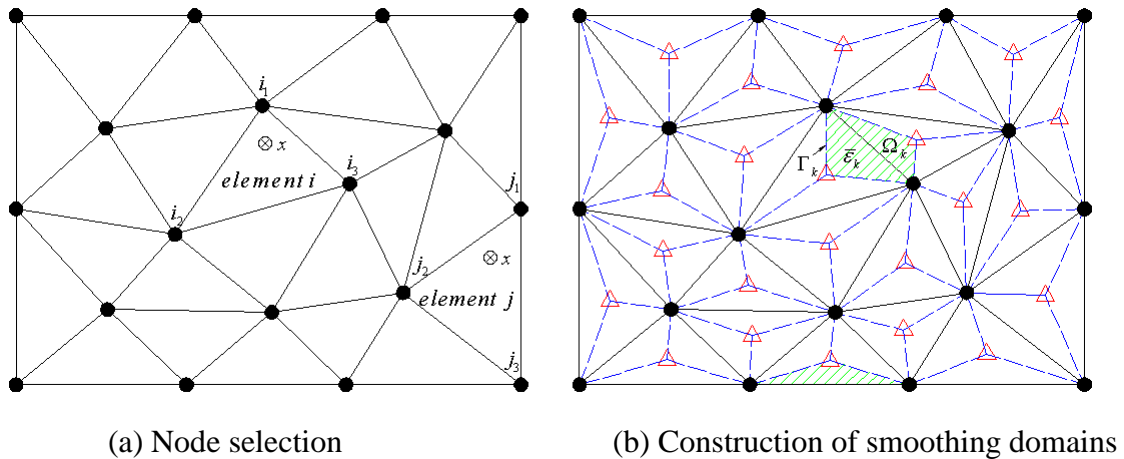 i₁
⊗ x
element i
i₃
i₂
j₁
⊗ x
j₂
element j
j₃
Γₖ
ε̄ₖ
Ωₖ
(a) Node selection
(b) Construction of smoothing domains